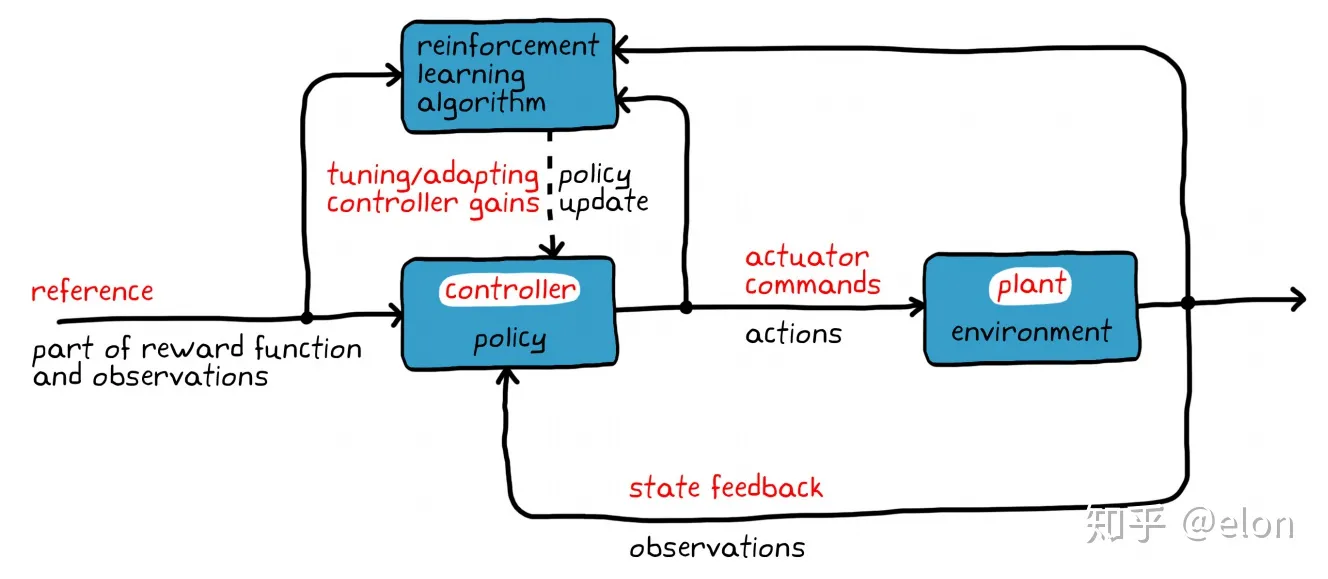 reinforcement
learning
algorithm
tuning/adapting
controller gains
policy
update
reference
part of reward function
and observations
controller
policy
actuator
commands
actions
plant
environment
state feedback
observations
知乎 @elon